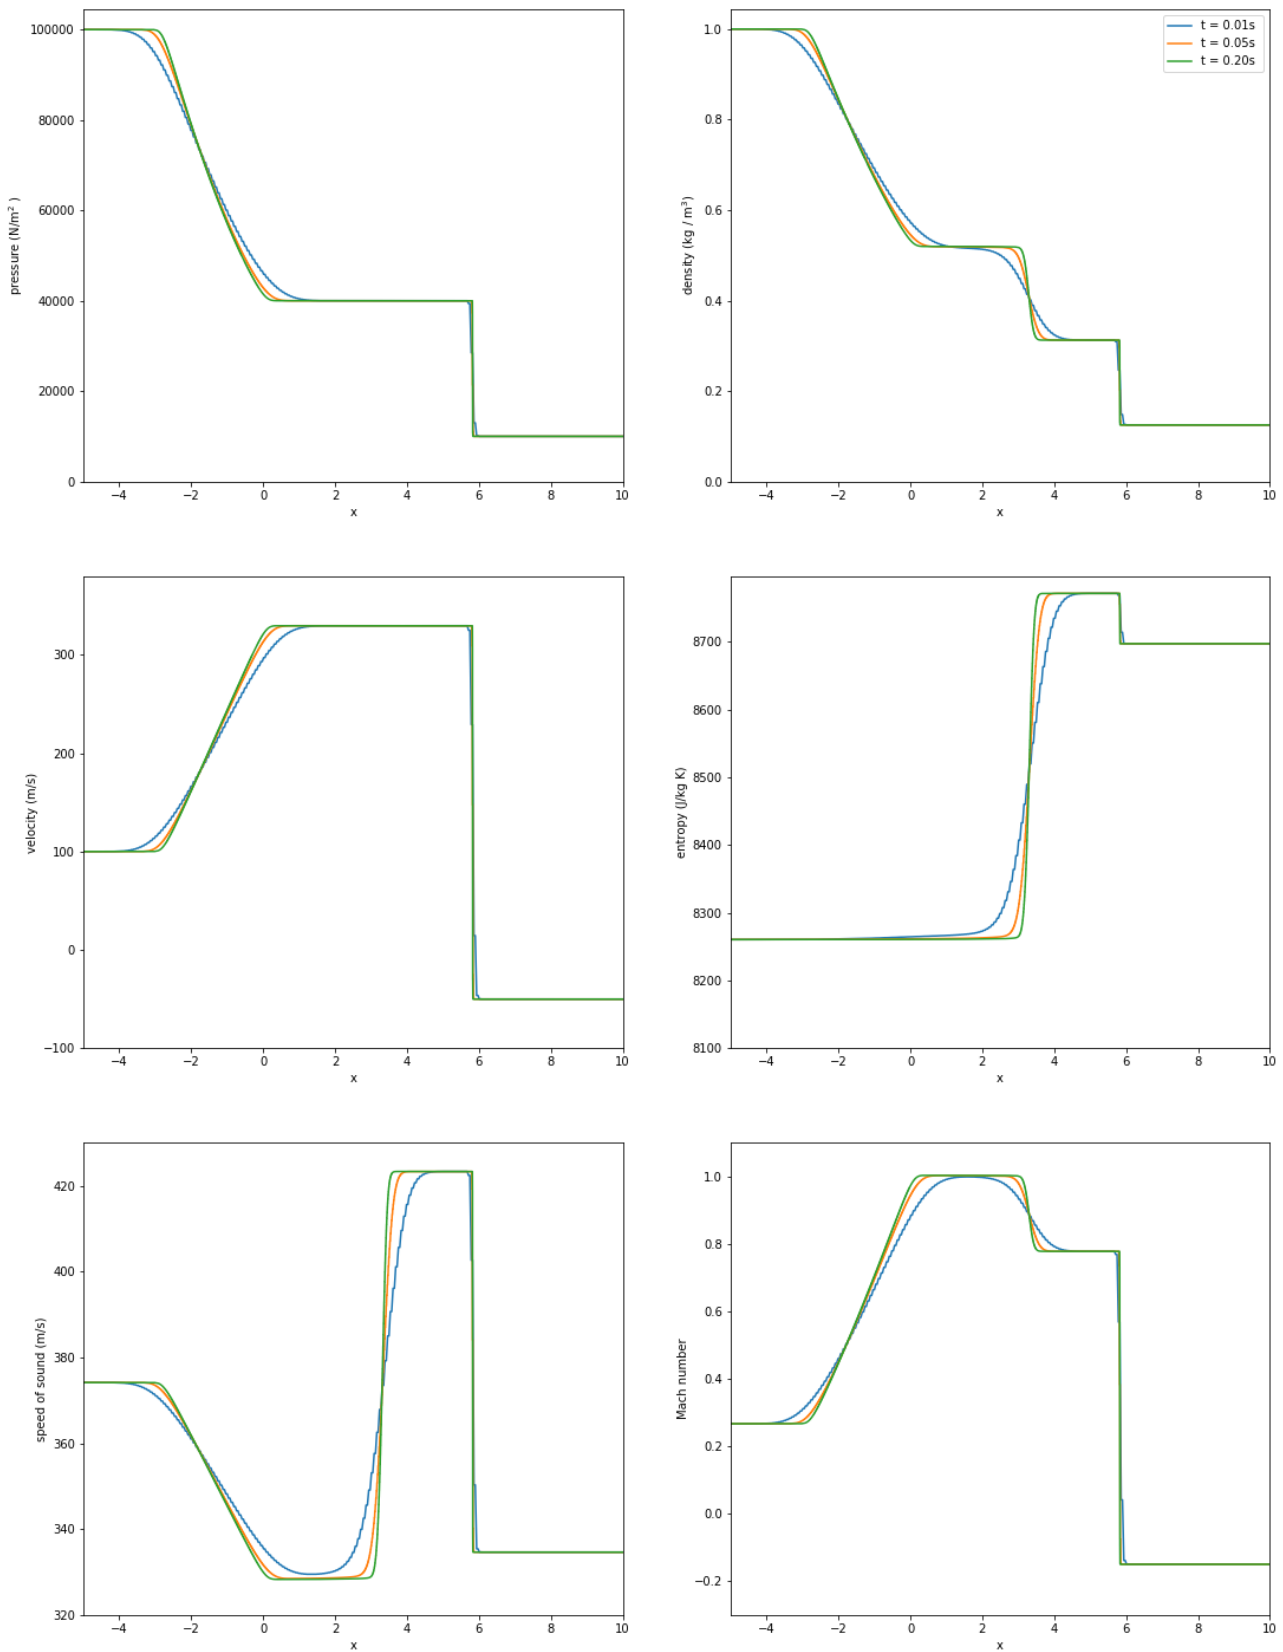 pressure (N/m² )
100000
80000
60000
40000
20000
0
−4 −2 0 2 4 6 8 10
x
density (kg / m³)
1.0
0.8
0.6
0.4
0.2
0.0
t = 0.01s
t = 0.05s
t = 0.20s
−4 −2 0 2 4 6 8 10
x
velocity (m/s)
300
200
100
0
−100
−4 −2 0 2 4 6 8 10
x
entropy (J/kg K)
8700
8600
8500
8400
8300
8200
8100
−4 −2 0 2 4 6 8 10
x
speed of sound (m/s)
420
400
380
360
340
320
−4 −2 0 2 4 6 8 10
x
Mach number
1.0
0.8
0.6
0.4
0.2
0.0
−0.2
−4 −2 0 2 4 6 8 10
x